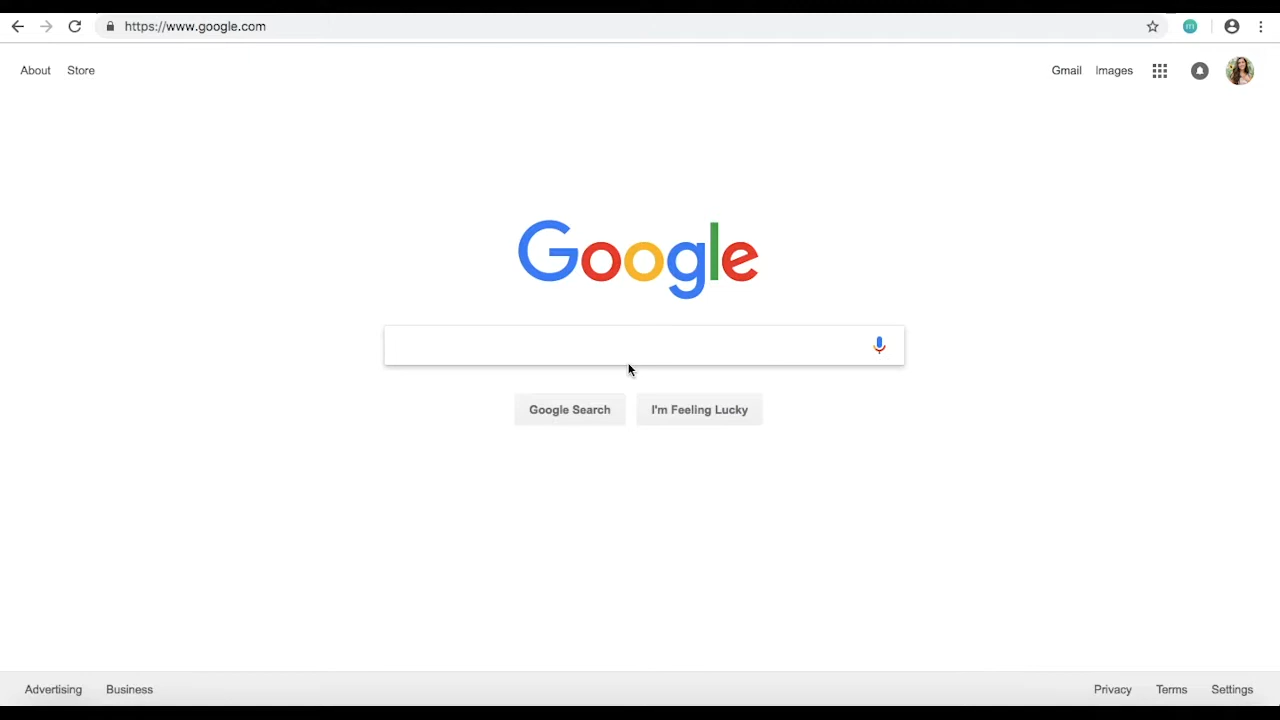 https://www.google.com
m
About Store
Gmail Images
Google
Google Search
I'm Feeling Lucky
Advertising Business
Privacy Terms Settings